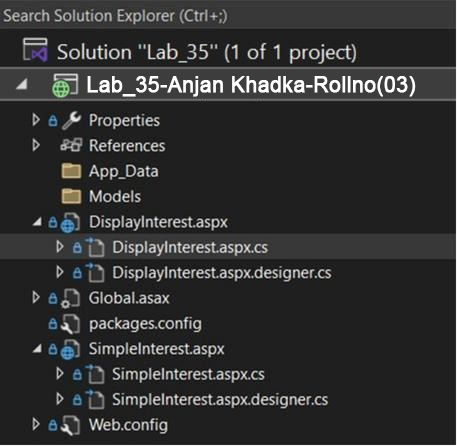 Search Solution Explorer (Ctrl+;)
Solution "Lab_35" (1 of 1 project)
Lab_35-Anjan Khadka-Rollno(03)
Properties
References
App_Data
Models
DisplayInterest.aspx
DisplayInterest.aspx.cs
DisplayInterest.aspx.designer.cs
Global.asax
packages.config
SimpleInterest.aspx
SimpleInterest.aspx.cs
SimpleInterest.aspx.designer.cs
Web.config